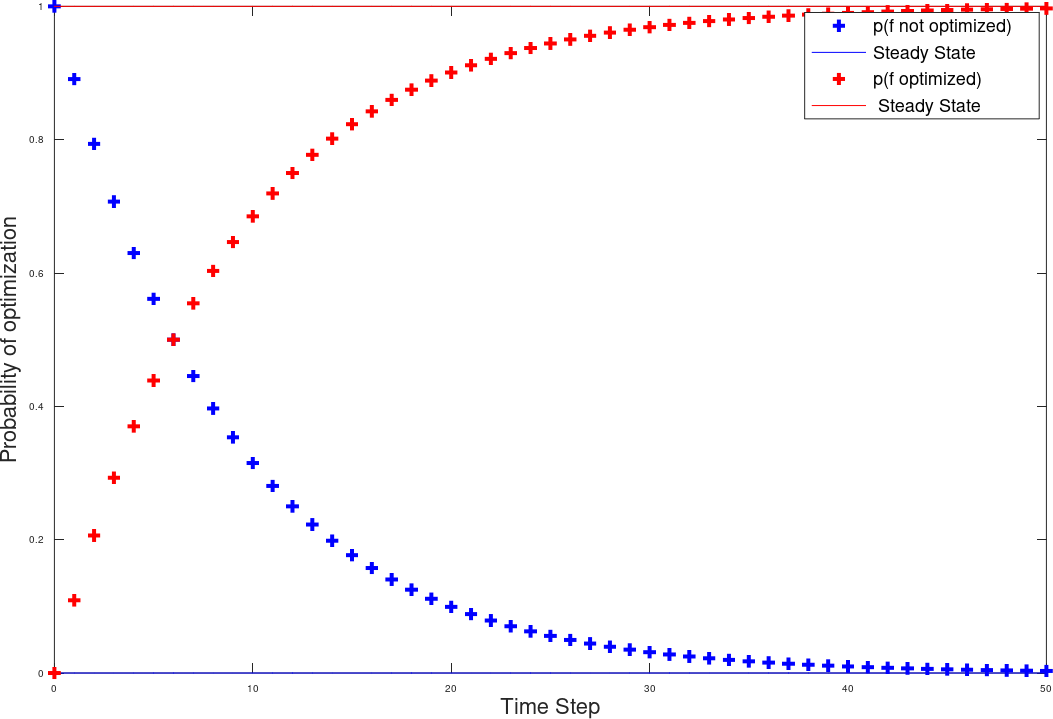 1
0.8
0.6
0.4
0.2
0
0 10 20 30 40 50
Probability of optimization
Time Step
p(f not optimized)
Steady State
p(f optimized)
Steady State